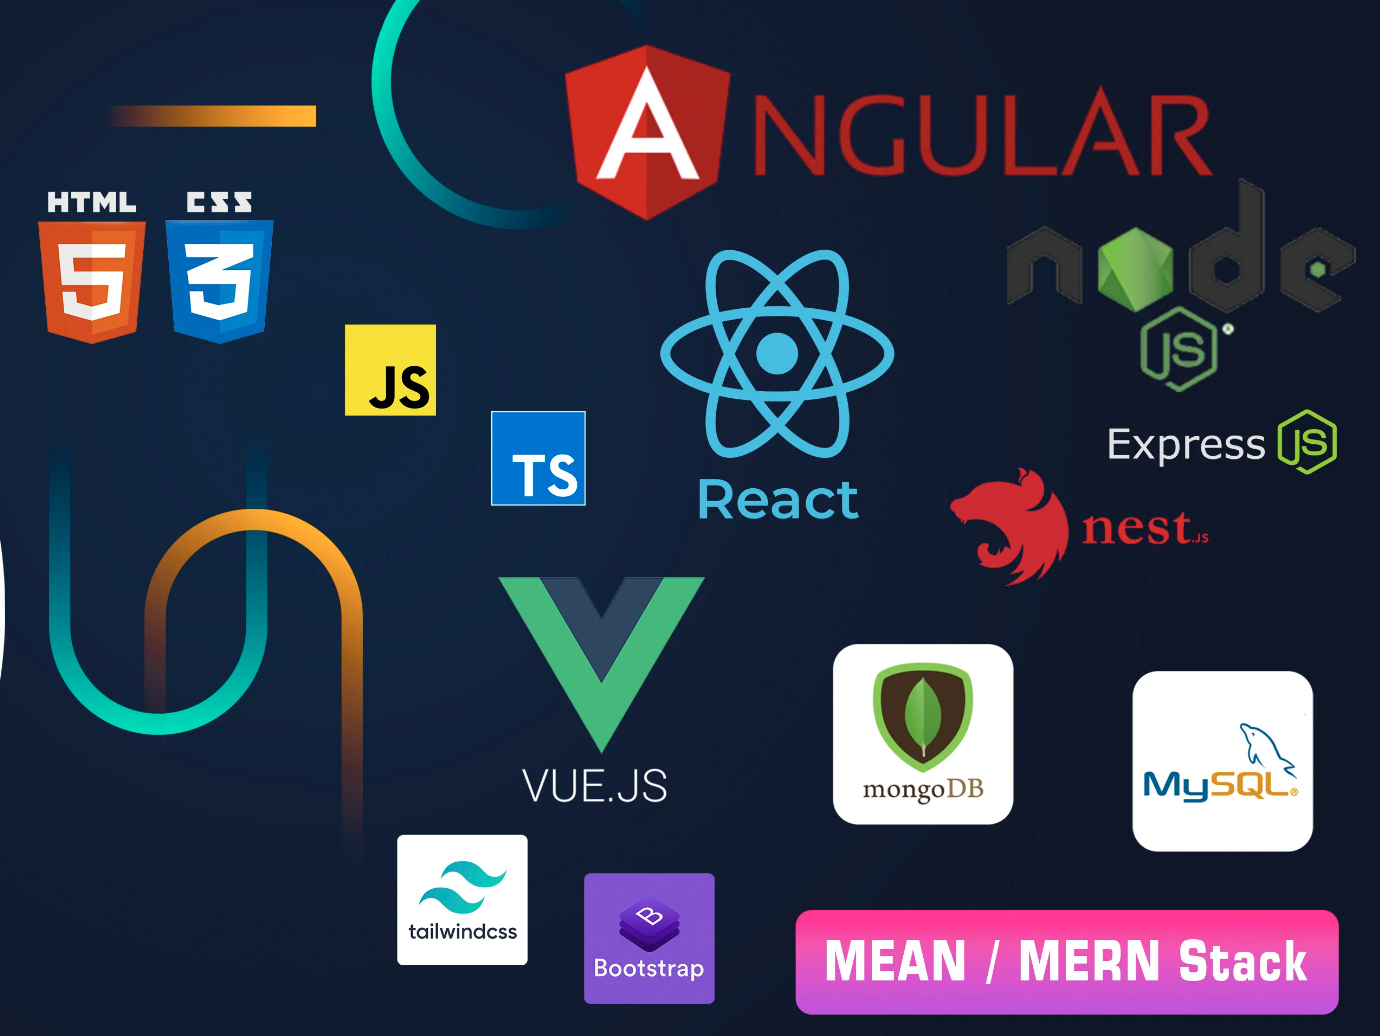 ANGULAR
HTML CSS
5 3
node
JS
JS
TS
Express JS
React
nest.JS
VUE.JS
mongoDB
MySQL®
tailwindcss
B
Bootstrap
MEAN / MERN Stack